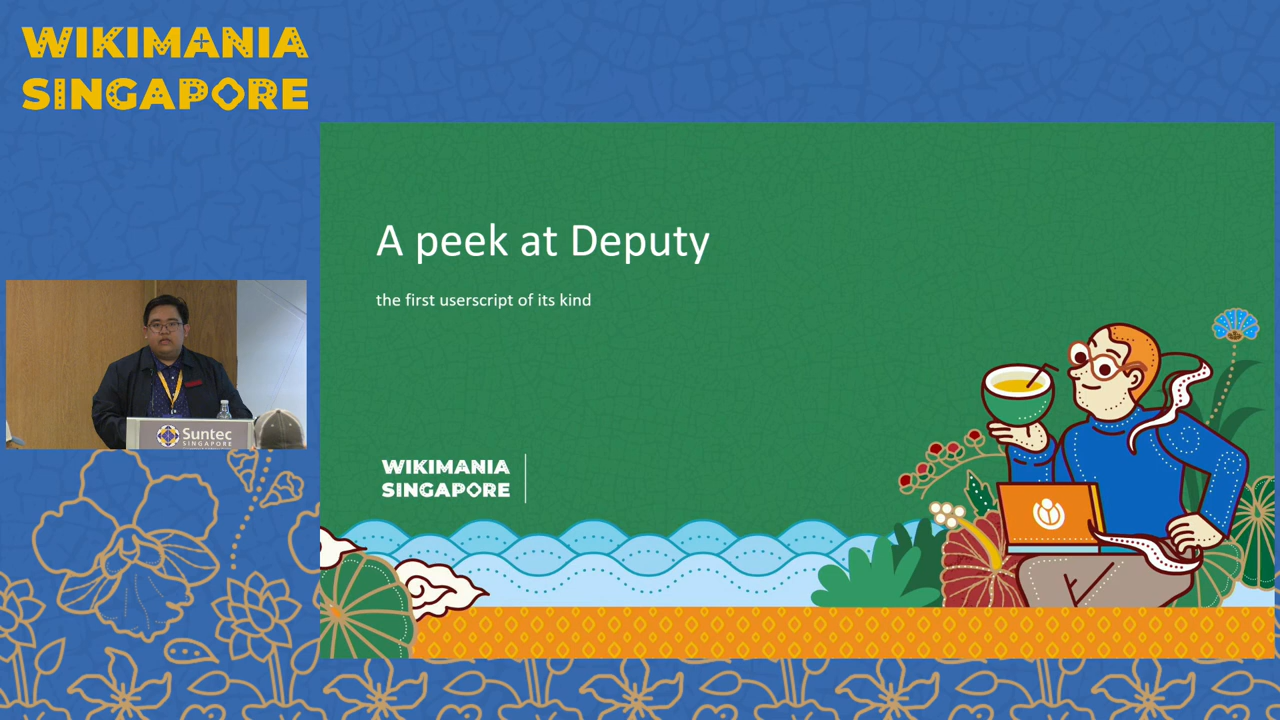 WIKIMANIA
SINGAPORE
A peek at Deputy
the first userscript of its kind
Suntec
SINGAPORE
WIKIMANIA
SINGAPORE